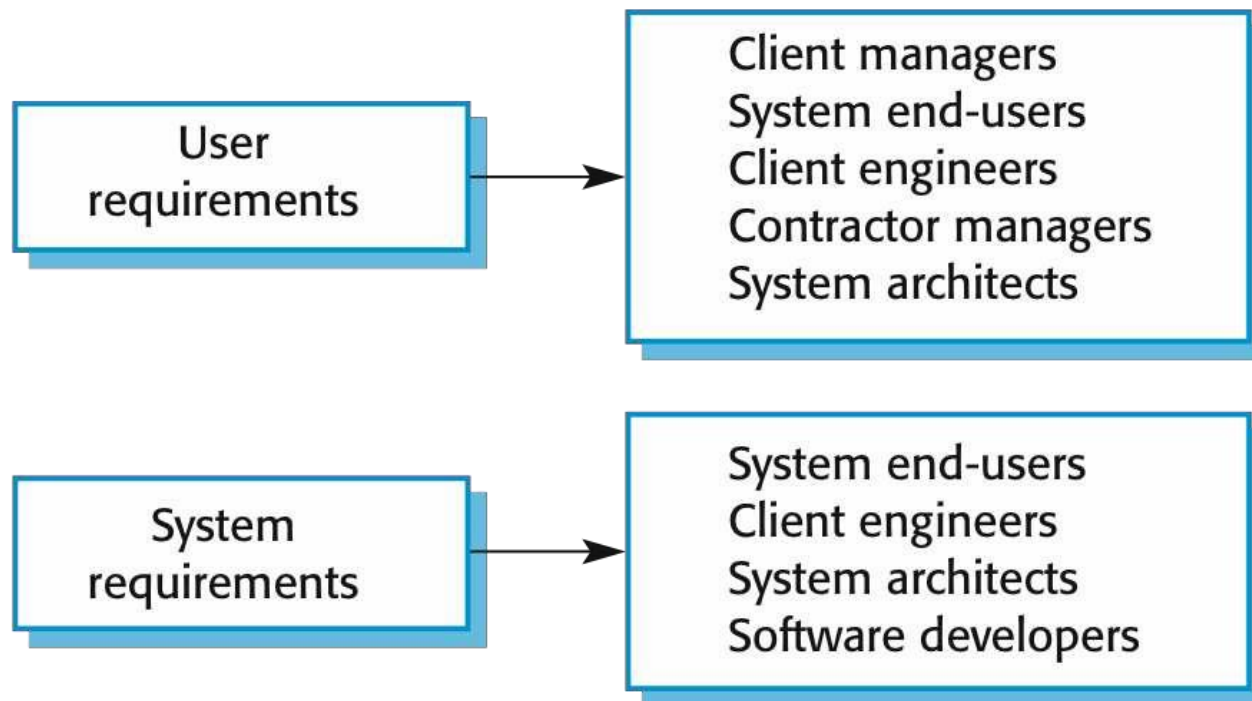 User
requirements
Client managers
System end-users
Client engineers
Contractor managers
System architects
System
requirements
System end-users
Client engineers
System architects
Software developers